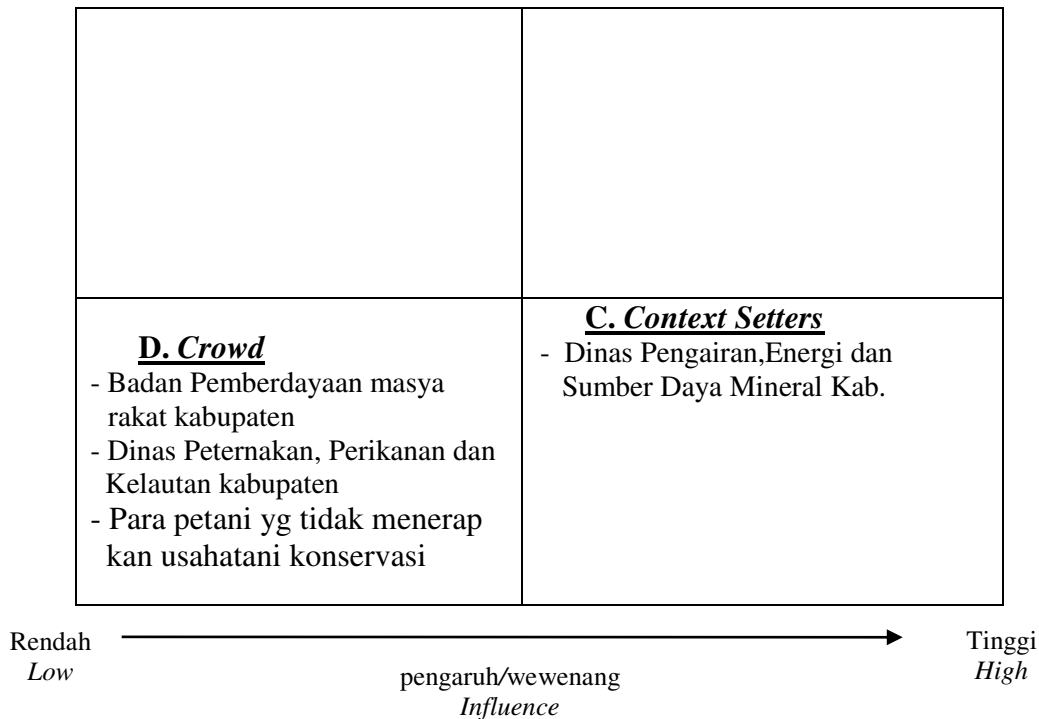 D. Crowd
- Badan Pemberdayaan masya
rakat kabupaten
- Dinas Peternakan, Perikanan dan
Kelautan kabupaten
- Para petani yg tidak menerap
kan usahatani konservasi
C. Context Setters
- Dinas Pengairan,Energi dan
Sumber Daya Mineral Kab.
Rendah
Low
pengaruh/wewenang
Influence
Tinggi
High